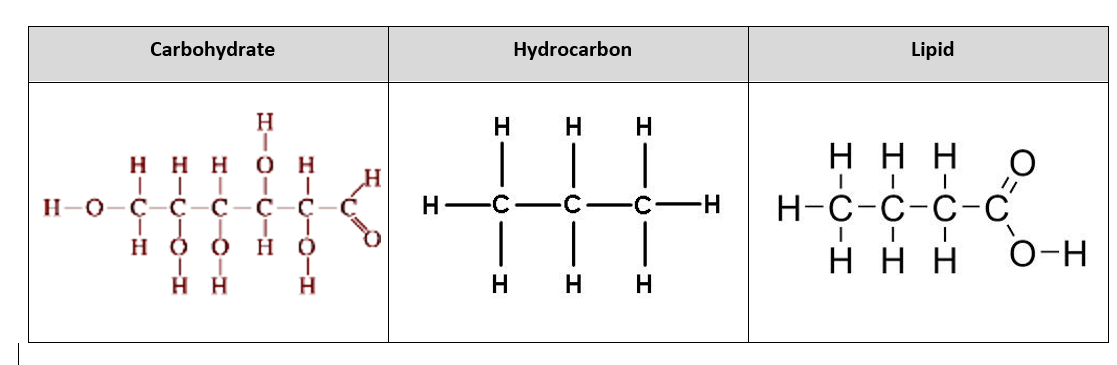 Carbohydrate
Hydrocarbon
Lipid
H
H H H O H H
H O C C C C C C
H O O H O O
H H H
H H H
H C C C H
H H H
H H H O
H C C C C
H H H O H